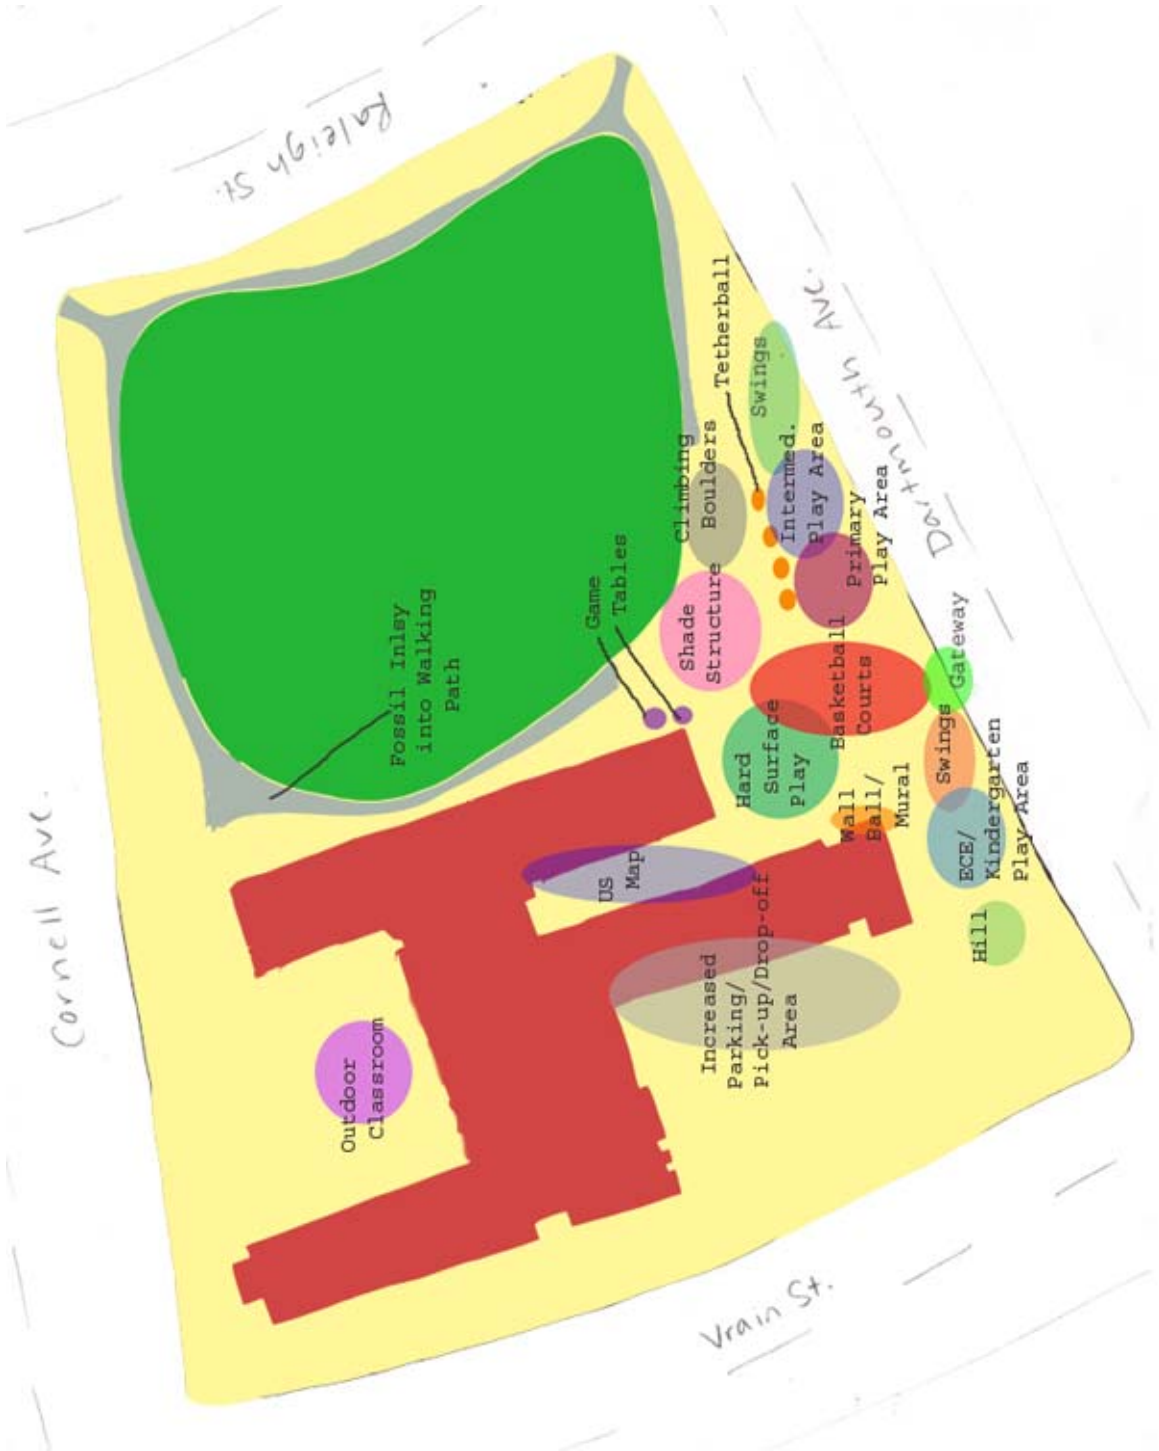 Raleigh St.
Tetherball
Swings
Dartmouth Ave.
Climbing
Boulders
Intermed.
Play Area
Primary
Play Area
Game
Tables
Shade
Structure
Fossil Inlsy
into Walking
Path
Gateway
Basketball
Courts
Hard
Surface
Play
Swings
Wall
Ball/
Mural
ECE/
Kindergarten
Play Area
US
Map
Hill
Increased
Parking/
Pick-up/Drop-off
Area
Outdoor
Classroom
Cornell Ave.
Vrain St.